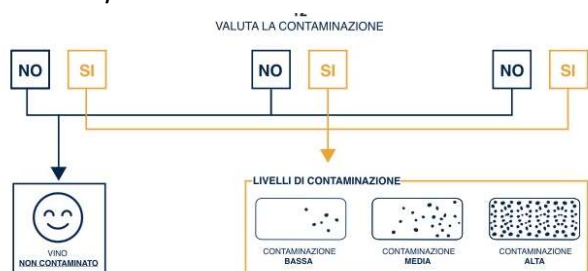 VALUTA LA CONTAMINAZIONE
NO SI NO SI NO SI
LIVELLI DI CONTAMINAZIONE
VINO
NON CONTAMINATO
CONTAMINAZIONE
BASSA
CONTAMINAZIONE
MEDIA
CONTAMINAZIONE
ALTA